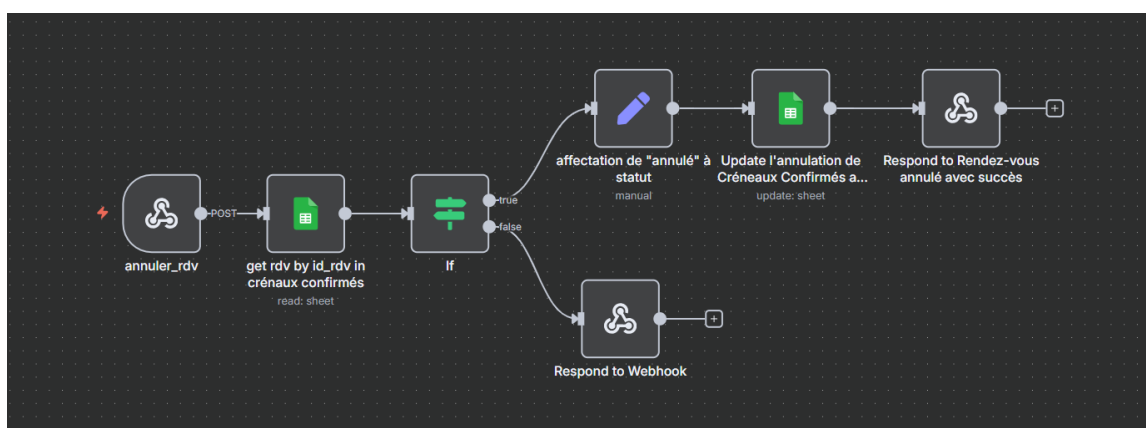 affectation de "annulé" à
statut
manual
Update l'annulation de
Créneaux Confirmés a...
update: sheet
Respond to Rendez-vous
annulé avec succès
true
false
POST
annuler_rdv
get rdv by id_rdv in
crénaux confirmés
read: sheet
If
Respond to Webhook